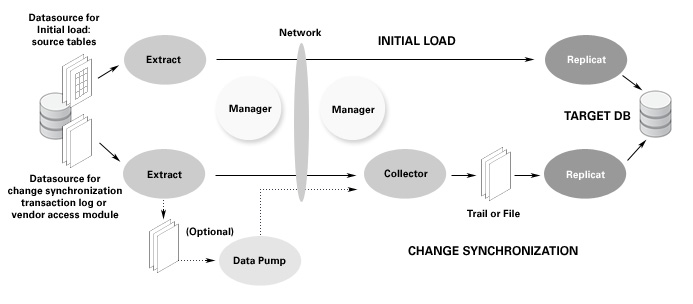 Datasource for
Initial load:
source tables
Extract
Network
INITIAL LOAD
Replicat
Manager
Manager
TARGET DB
Datasource for
change synchronization
transaction log or
vendor access module
Extract
Collector
Trail or File
Replicat
(Optional)
Data Pump
CHANGE SYNCHRONIZATION